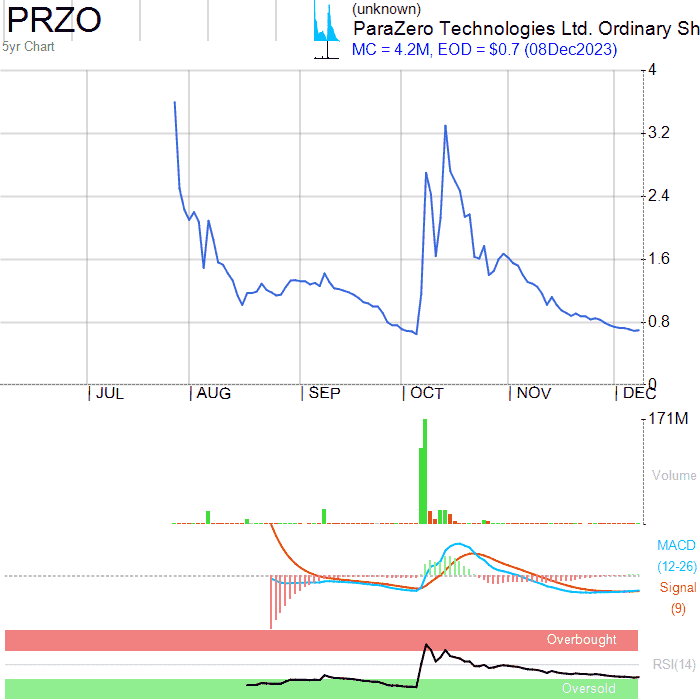 PRZO
5yr Chart
(unknown)
ParaZero Technologies Ltd. Ordinary Sh
MC = 4.2M, EOD = $0.7 (08Dec2023)
4
3.2
2.4
1.6
0.8
0
JUL AUG SEP OCT NOV DEC
171M
Volume
MACD
(12-26)
Signal
(9)
Overbought
RSI(14)
Oversold